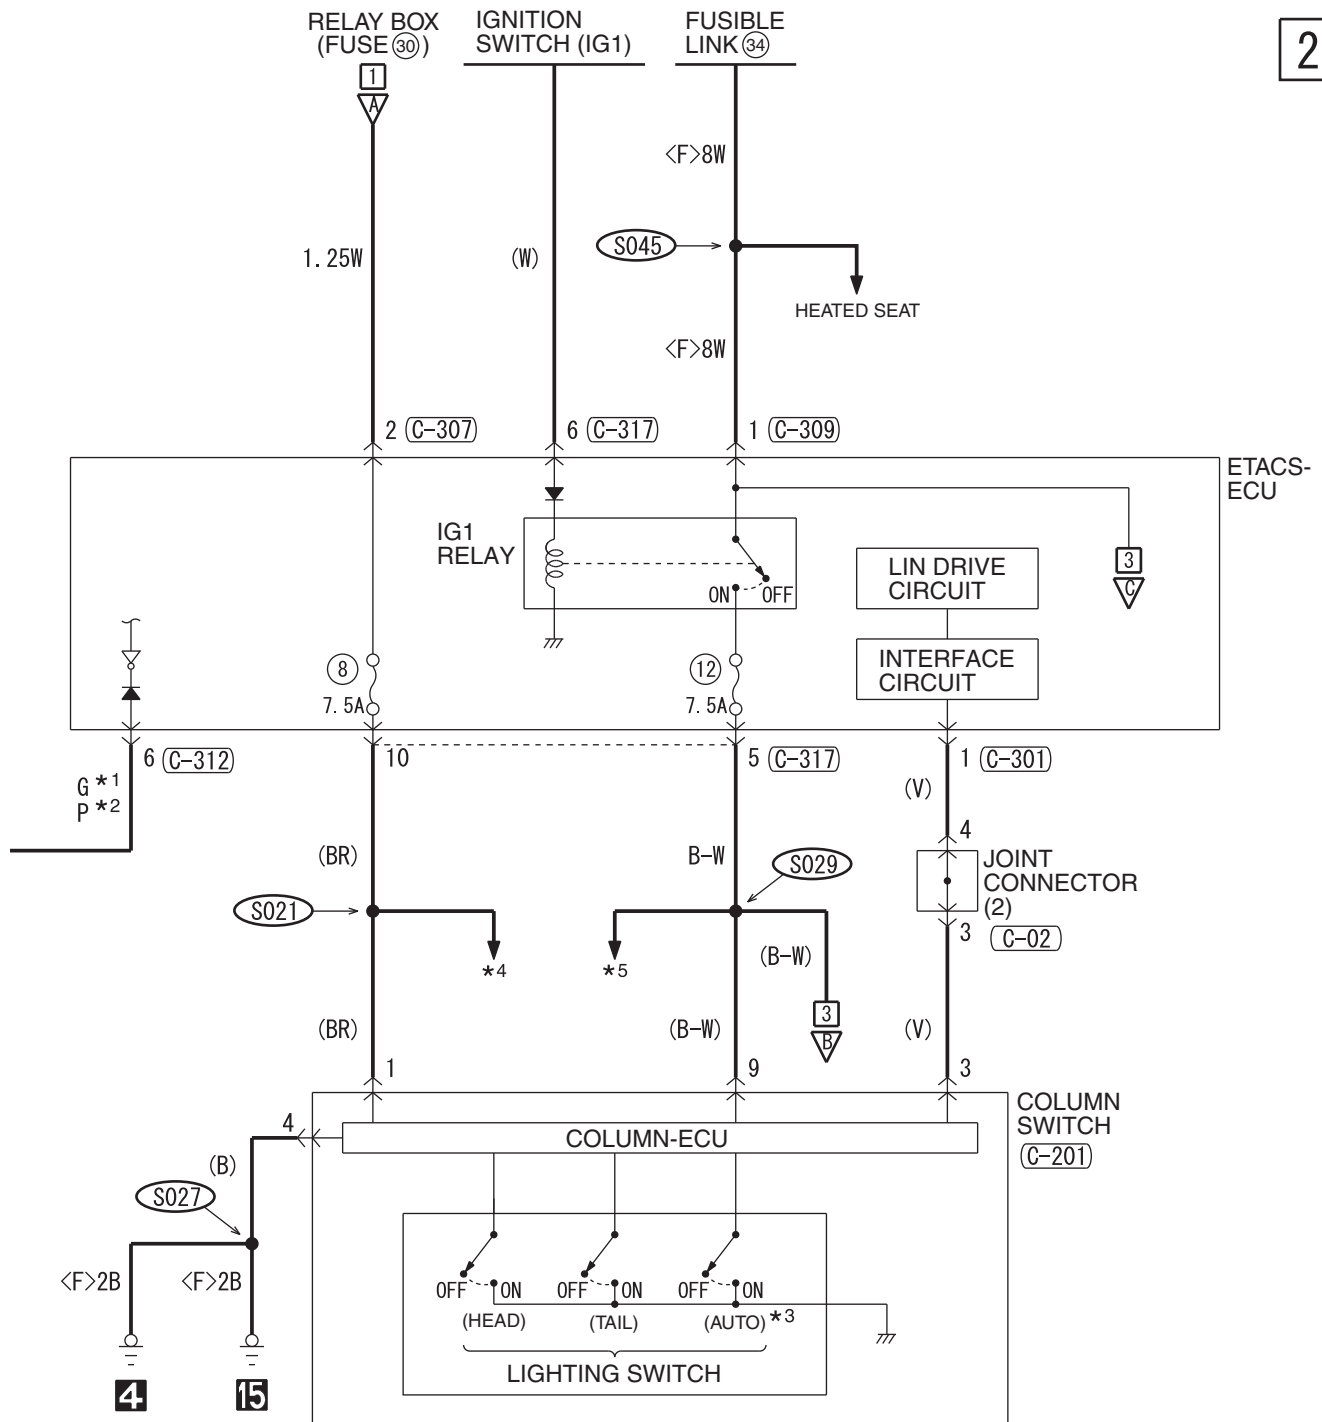 RELAY BOX
(FUSE 30)
IGNITION
SWITCH (IG1)
FUSIBLE
LINK 34
2
1
A
<F>8W
1.25W
(W)
S045
HEATED SEAT
<F>8W
2 (C-307)
6 (C-317)
1 (C-309)
ETACS-
ECU
IG1
RELAY
ON OFF
LIN DRIVE
CIRCUIT
3
C
INTERFACE
CIRCUIT
8
7.5A
12
7.5A
6 (C-312)
10
5 (C-317)
1 (C-301)
G *1
P *2
(V)
4
(BR)
B-W
S029
JOINT
CONNECTOR
(2)
S021
3 (C-02)
*4
*5
(B-W)
3
B
(BR)
(B-W)
(V)
1
9
3
COLUMN
SWITCH
(C-201)
4
COLUMN-ECU
(B)
S027
<F>2B
<F>2B
OFF ON
OFF ON
OFF ON
(HEAD)
(TAIL)
(AUTO) *3
LIGHTING SWITCH
4
15